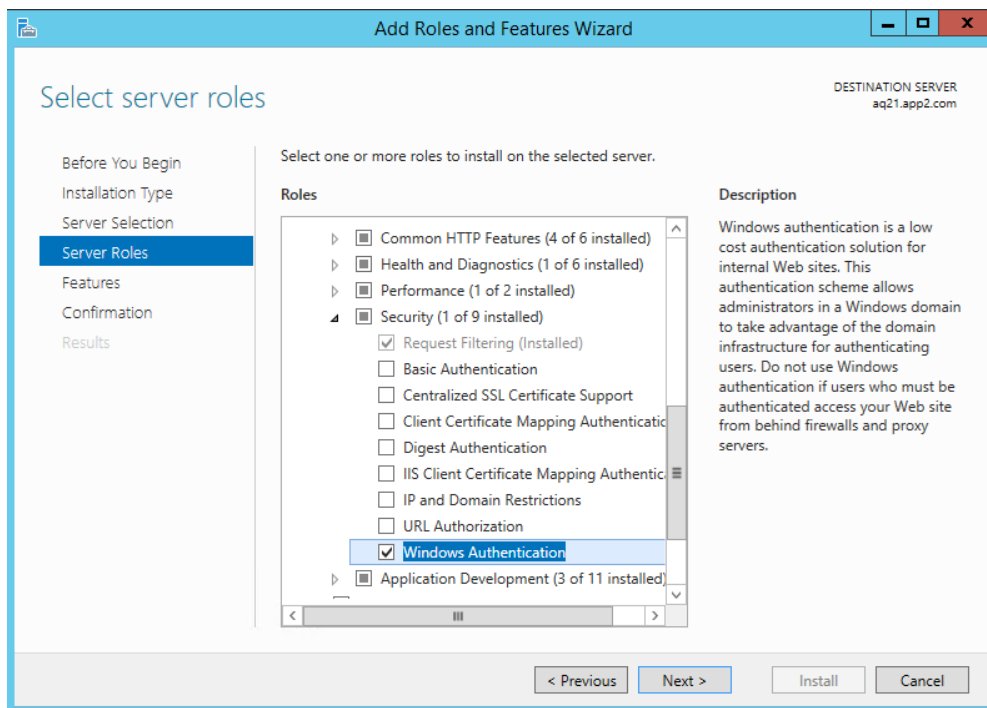 Add Roles and Features Wizard
Select server roles
DESTINATION SERVER
aq21.app2.com
Before You Begin
Installation Type
Server Selection
Server Roles
Features
Confirmation
Results
Select one or more roles to install on the selected server.
Roles
Common HTTP Features (4 of 6 installed)
Health and Diagnostics (1 of 6 installed)
Performance (1 of 2 installed)
Security (1 of 9 installed)
Request Filtering (Installed)
Basic Authentication
Centralized SSL Certificate Support
Client Certificate Mapping Authenticatic
Digest Authentication
IIS Client Certificate Mapping Authentica
IP and Domain Restrictions
URL Authorization
Windows Authentication
Application Development (3 of 11 installed)
Description
Windows authentication is a low
cost authentication solution for
internal Web sites. This
authentication scheme allows
administrators in a Windows domain
to take advantage of the domain
infrastructure for authenticating
users. Do not use Windows
authentication if users who must be
authenticated access your Web site
from behind firewalls and proxy
servers.
< Previous
Next >
Install
Cancel